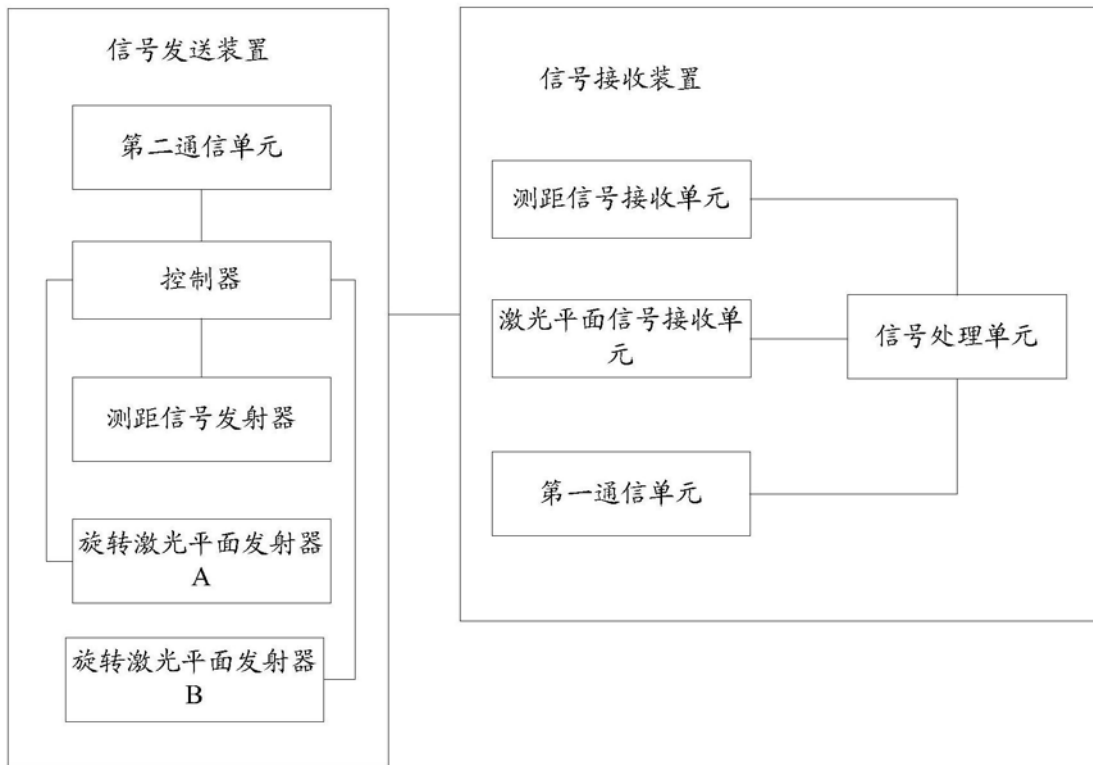 信号发送装置
第二通信单元
控制器
测距信号发射器
旋转激光平面发射器
A
旋转激光平面发射器
B
信号接收装置
测距信号接收单元
激光平面信号接收单
元
第一通信单元
信号处理单元